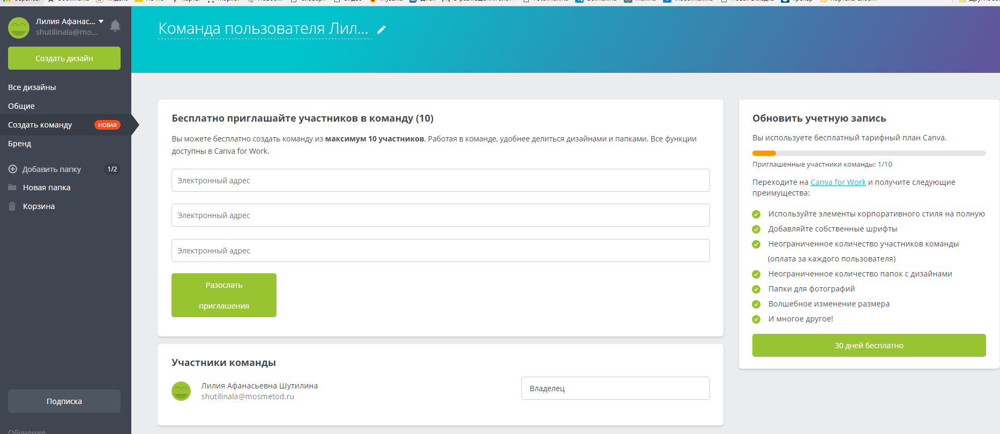 Лилия Афанас...
shutilinala@mo...
Создать дизайн
Все дизайны
Общие
Создать команду
НОВАЯ
Бренд
Добавить папку
1/2
Новая папка
Корзина
Подписка
Обучение
Команда пользователя Лил...
Бесплатно приглашайте участников в команду (10)
Вы можете бесплатно создать команду из максимум 10 участников. Работая в команде, удобнее делиться дизайнами и папками. Все функции
доступны в Canva for Work.
Электронный адрес
Электронный адрес
Электронный адрес
Разослать
приглашения
Участники команды
Лилия Афанасьевна Шутилина
shutilinala@mosmetod.ru
Владелец
Обновить учетную запись
Вы используете бесплатный тарифный план Canva.
Приглашенные участники команды: 1/10
Переходите на Canva for Work и получите следующие
преимущества:
Используйте элементы корпоративного стиля на полную
Добавляйте собственные шрифты
Неограниченное количество участников команды
(оплата за каждого пользователя)
Неограниченное количество папок с дизайнами
Папки для фотографий
Волшебное изменение размера
И многое другое!
30 дней бесплатно